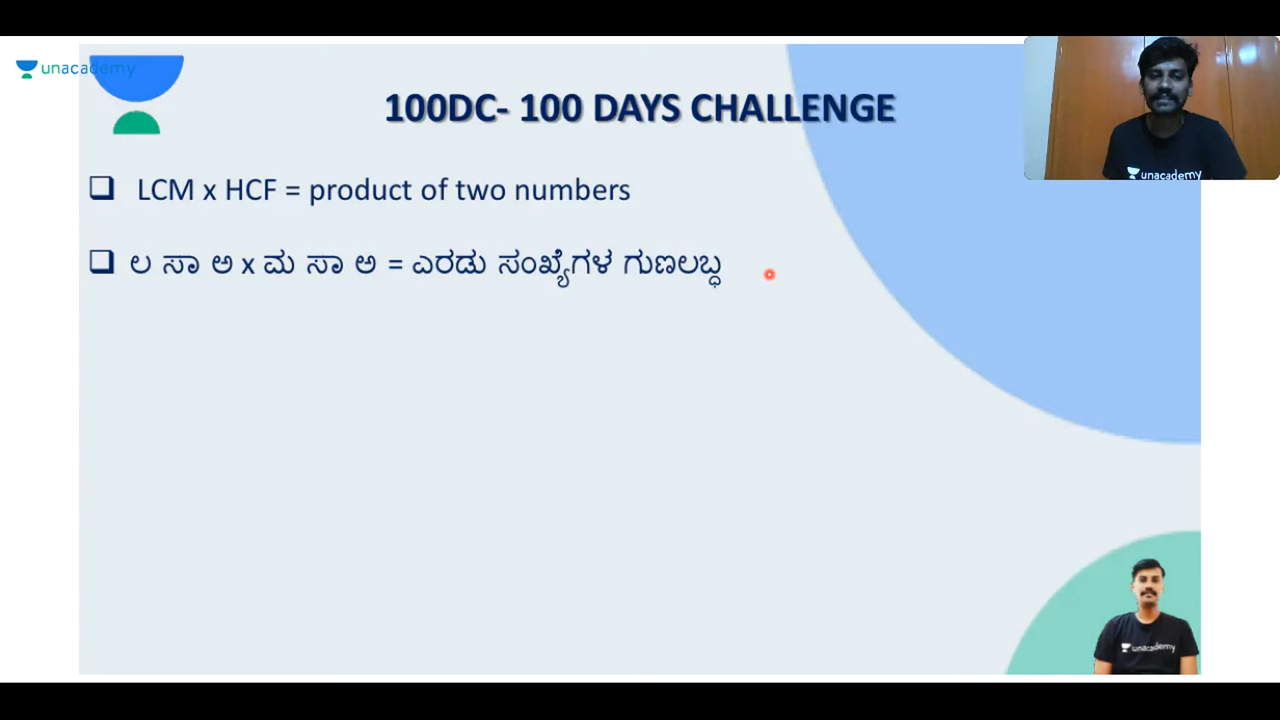 unacademy
100DC- 100 DAYS CHALLENGE
LCM x HCF = product of two numbers
ಲ ಸಾ ಅ x ಮ ಸಾ ಅ = ಎರಡು ಸಂಖ್ಯೆಗಳ ಗುಣಲಬ್ಧ
unacademy
unacademy